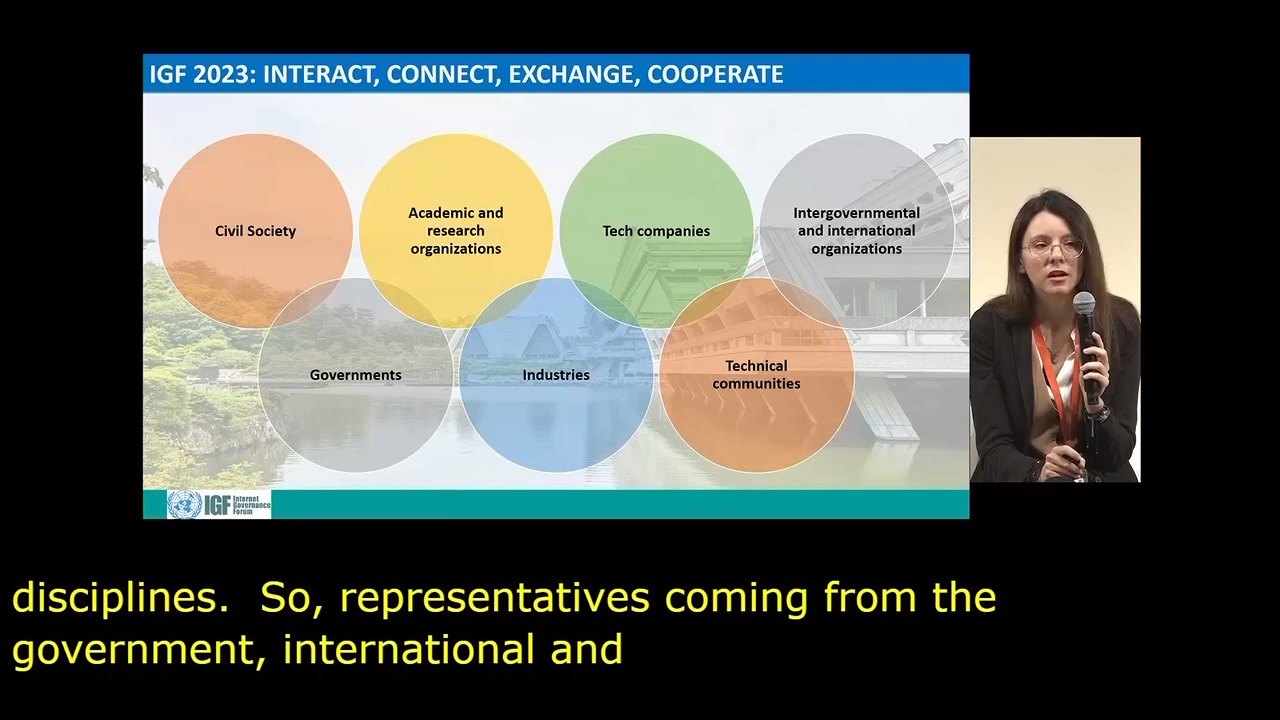 IGF 2023: INTERACT, CONNECT, EXCHANGE, COOPERATE
Civil Society
Academic and
research
organizations
Tech companies
Intergovernmental
and international
organizations
Governments
Industries
Technical
communities
IGF
Internet
Governance
Forum
disciplines.  So, representatives coming from the
government, international and